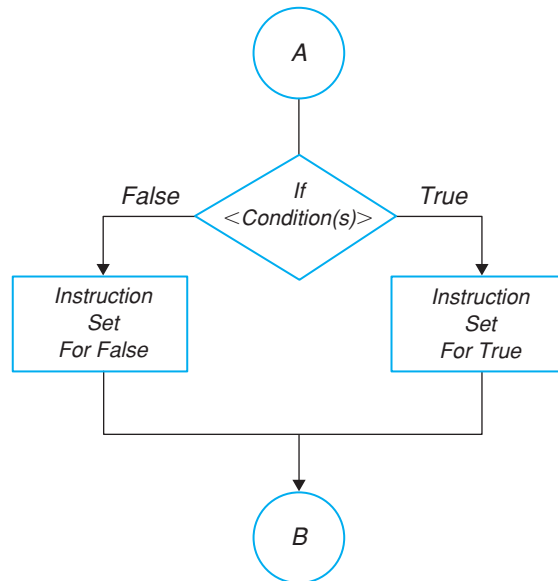 A
If
<Condition(s)>
False
True
Instruction
Set
For False
Instruction
Set
For True
B